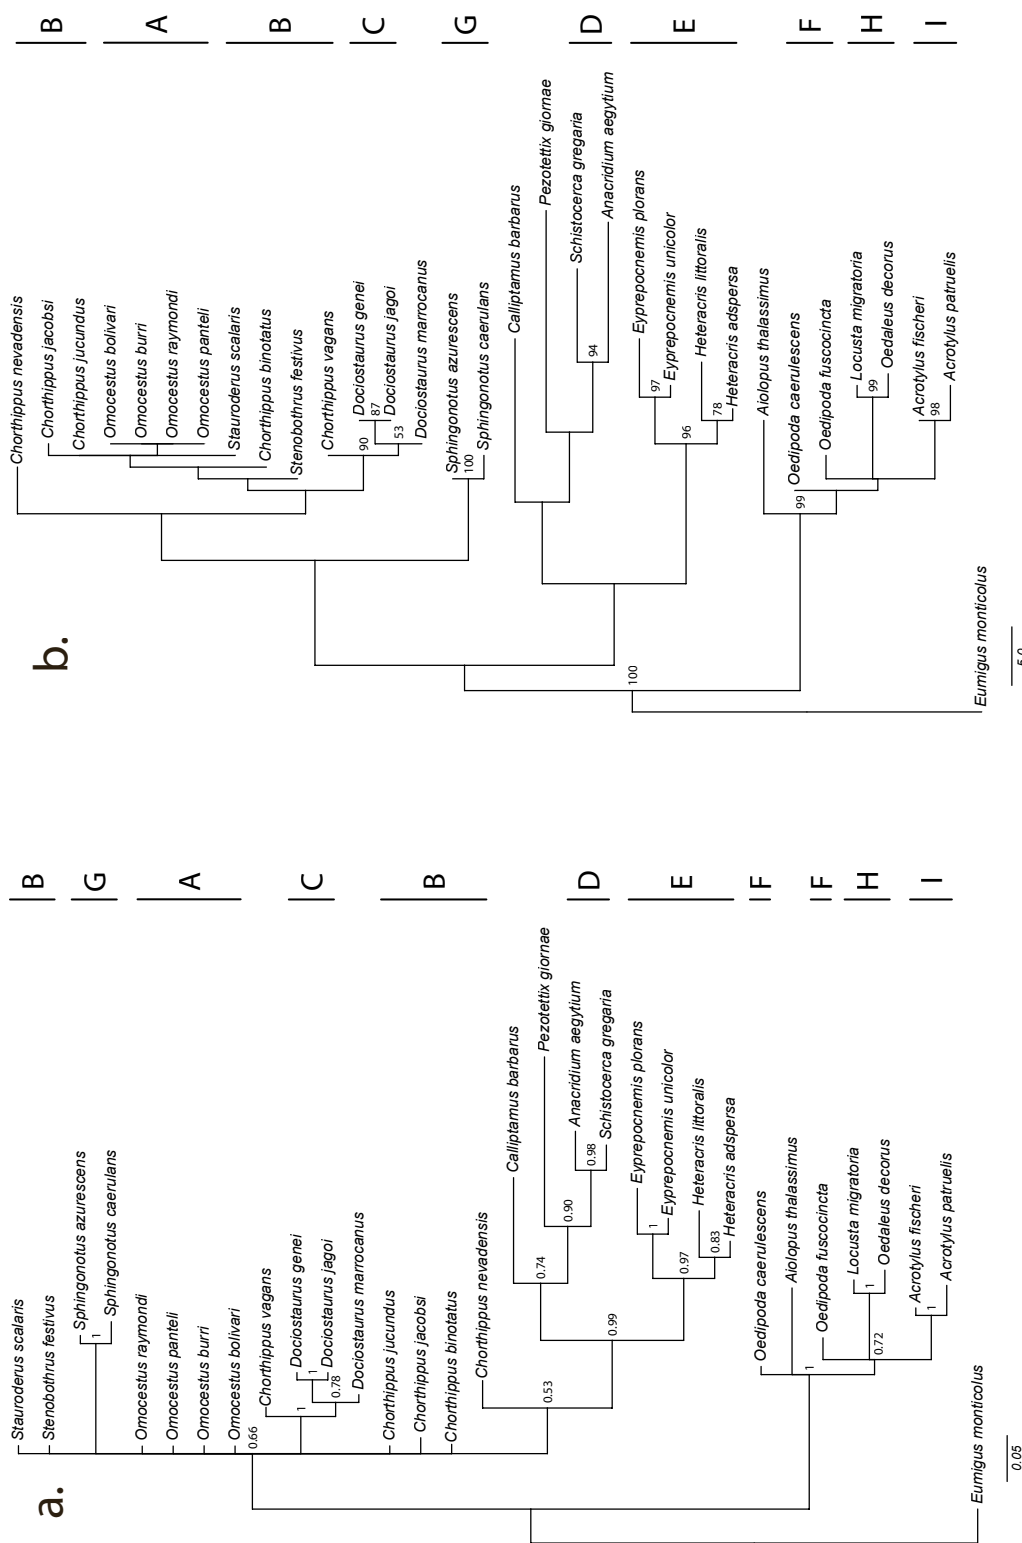 a.
Stauroderus scalaris
Stenobothrus festivus
B
Sphingonotus azurescens
Sphingonotus caerulans
1
G
Omocestus raymondi
Omocestus panteli
Omocestus burri
Omocestus bolivari
A
0.66
Chorthippus vagans
1
Dociostaurus genei
Dociostaurus jagoi
1
0.78
Dociostaurus marrocanus
C
Chorthippus jucundus
Chorthippus jacobsi
Chorthippus binotatus
Chorthippus nevadensis
B
0.53
Calliptamus barbarus
0.74
Pezotettix giornae
0.90
Anacridium aegytium
0.98
Schistocerca gregaria
D
0.99
Eyprepocnemis plorans
1
Eyprepocnemis unicolor
0.97
Heteracris littoralis
0.83
Heteracris adspersa
E
Oedipoda caerulescens
F
Aiolopus thalassimus
1
Oedipoda fuscocincta
F
Locusta migratoria
1
0.72
Oedaleus decorus
H
Acrotylus fischeri
1
Acrotylus patruelis
I
Eumigus monticolus
0.05
b.
Chorthippus nevadensis
Chorthippus jacobsi
Chorthippus jucundus
B
Omocestus bolivari
Omocestus burri
Omocestus raymondi
Omocestus panteli
A
Stauroderus scalaris
Chorthippus binotatus
Stenobothrus festivus
Chorthippus vagans
B
90
Dociostaurus genei
87
Dociostaurus jagoi
53
Dociostaurus marrocanus
C
Sphingonotus azurescens
100
Sphingonotus caerulans
G
Calliptamus barbarus
Pezotettix giornae
Schistocerca gregaria
94
Anacridium aegytium
D
Eyprepocnemis plorans
97
Eyprepocnemis unicolor
96
Heteracris littoralis
78
Heteracris adspersa
E
100
Aiolopus thalassimus
99
Oedipoda caerulescens
Oedipoda fuscocincta
F
Locusta migratoria
99
Oedaleus decorus
H
Acrotylus fischeri
98
Acrotylus patruelis
I
Eumigus monticolus
5.0